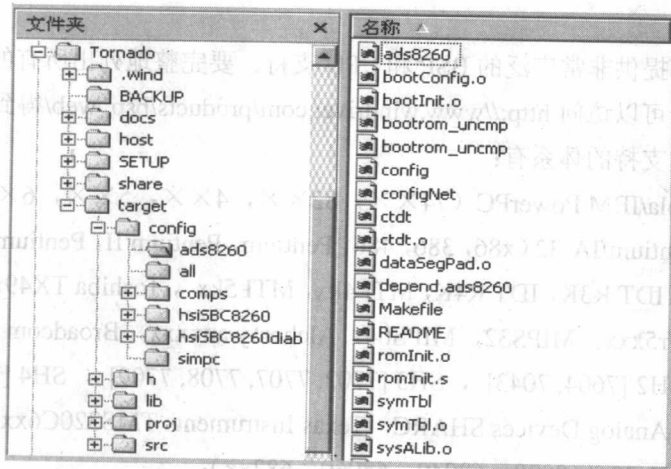 文件夹
Tornado
.wind
BACKUP
docs
host
SETUP
share
target
config
ads8260
all
comps
hsiSBC8260
hsiSBC8260diab
simpc
h
lib
proj
src
名称
ads8260
bootConfig.o
bootInit.o
bootrom_uncmp
bootrom_uncmp
config
configNet
ctdt
ctdt.o
dataSegPad.o
depend.ads8260
Makefile
README
romInit.o
romInit.s
symTbl
symTbl.o
sysALib.o